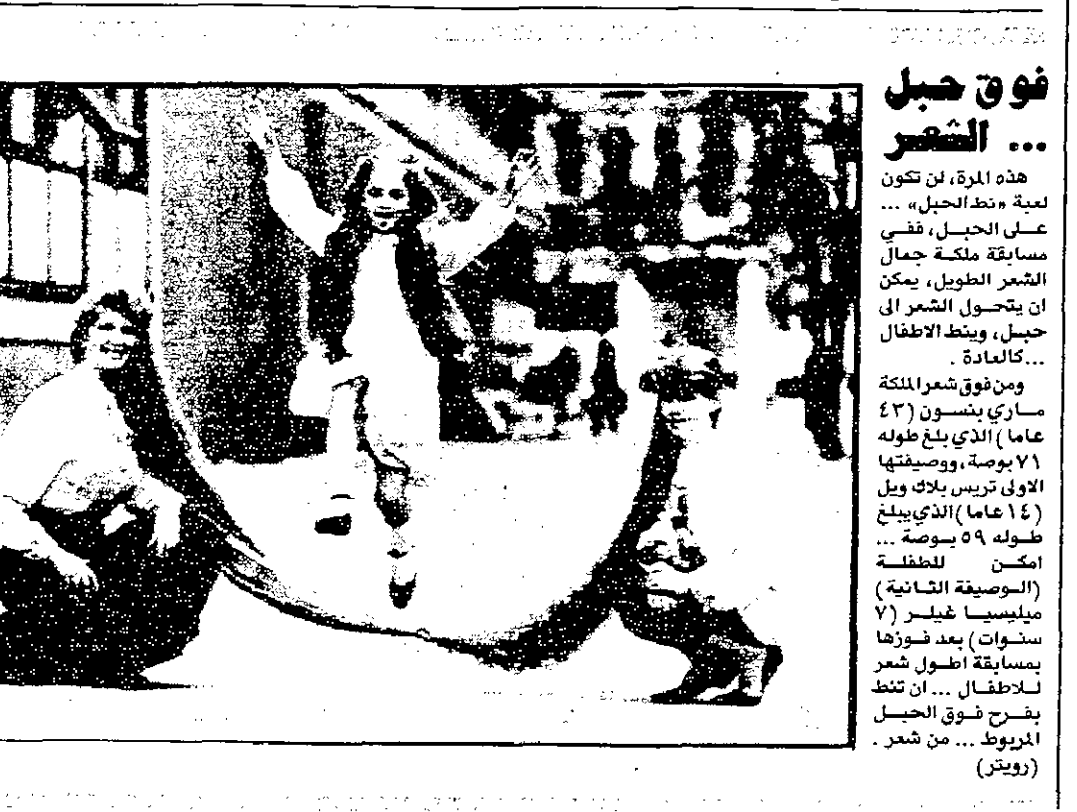 فوق حبل
... الشعر
هذه المرة، لن تكون
لعبة «نط الحبل» ...
على الحبل، ففي
مسابقة ملكة جمال
الشعر الطويل، يمكن
ان يتحول الشعر الى
حبل، وينط الاطفال
... كالعادة .
ومن فوق شعر الملكة
ماري بنسون (٤٣
عاما) الذي بلغ طوله
٧١ بوصة، ووصيفتها
الاولى تريس بلاك ويل
(١٤ عاما) الذي يبلغ
طوله ٥٩ بوصة ...
امكن للطفلة
(الوصيفة الثانية)
ميليسيا غيلر (٧
سنوات) بعد فوزها
بمسابقة اطول شعر
للاطفال ... ان تنط
بفرح فوق الحبل
المربوط ... من شعر .
(رويتر)